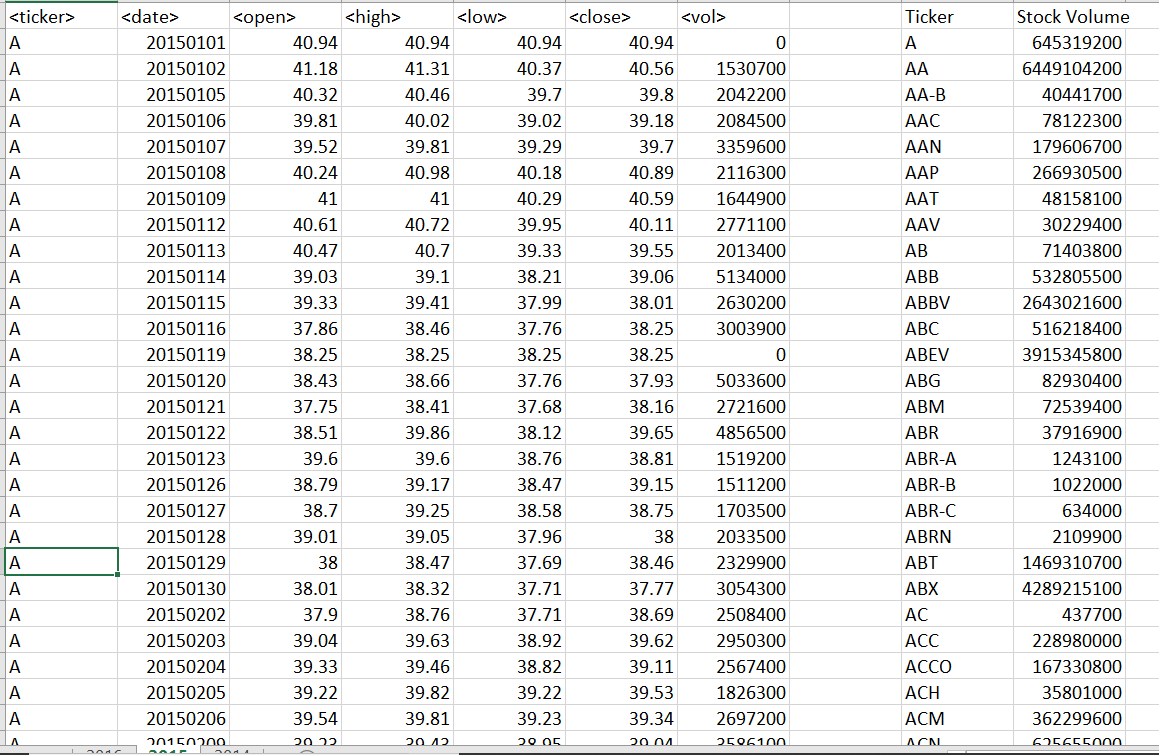 <ticker> <date> <open> <high> <low> <close> <vol> Ticker Stock Volume
A 20150101 40.94 40.94 40.94 40.94 0 A 645319200
A 20150102 41.18 41.31 40.37 40.56 1530700 AA 6449104200
A 20150105 40.32 40.46 39.7 39.8 2042200 AA-B 40441700
A 20150106 39.81 40.02 39.02 39.18 2084500 AAC 78122300
A 20150107 39.52 39.81 39.29 39.7 3359600 AAN 179606700
A 20150108 40.24 40.98 40.18 40.89 2116300 AAP 266930500
A 20150109 41 41 40.29 40.59 1644900 AAT 48158100
A 20150112 40.61 40.72 39.95 40.11 2771100 AAV 30229400
A 20150113 40.47 40.7 39.33 39.55 2013400 AB 71403800
A 20150114 39.03 39.1 38.21 39.06 5134000 ABB 532805500
A 20150115 39.33 39.41 37.99 38.01 2630200 ABBV 2643021600
A 20150116 37.86 38.46 37.76 38.25 3003900 ABC 516218400
A 20150119 38.25 38.25 38.25 38.25 0 ABEV 3915345800
A 20150120 38.43 38.66 37.76 37.93 5033600 ABG 82930400
A 20150121 37.75 38.41 37.68 38.16 2721600 ABM 72539400
A 20150122 38.51 39.86 38.12 39.65 4856500 ABR 37916900
A 20150123 39.6 39.6 38.76 38.81 1519200 ABR-A 1243100
A 20150126 38.79 39.17 38.47 39.15 1511200 ABR-B 1022000
A 20150127 38.7 39.25 38.58 38.75 1703500 ABR-C 634000
A 20150128 39.01 39.05 37.96 38 2033500 ABRN 2109900
A 20150129 38 38.47 37.69 38.46 2329900 ABT 1469310700
A 20150130 38.01 38.32 37.71 37.77 3054300 ABX 4289215100
A 20150202 37.9 38.76 37.71 38.69 2508400 AC 437700
A 20150203 39.04 39.63 38.92 39.62 2950300 ACC 228980000
A 20150204 39.33 39.46 38.82 39.11 2567400 ACCO 167330800
A 20150205 39.22 39.82 39.22 39.53 1826300 ACH 35801000
A 20150206 39.54 39.81 39.23 39.34 2697200 ACM 362299600
A 20150209 39.23 39.43 38.95 39.04 3586100 ACN 625655000
2016 2015 2014